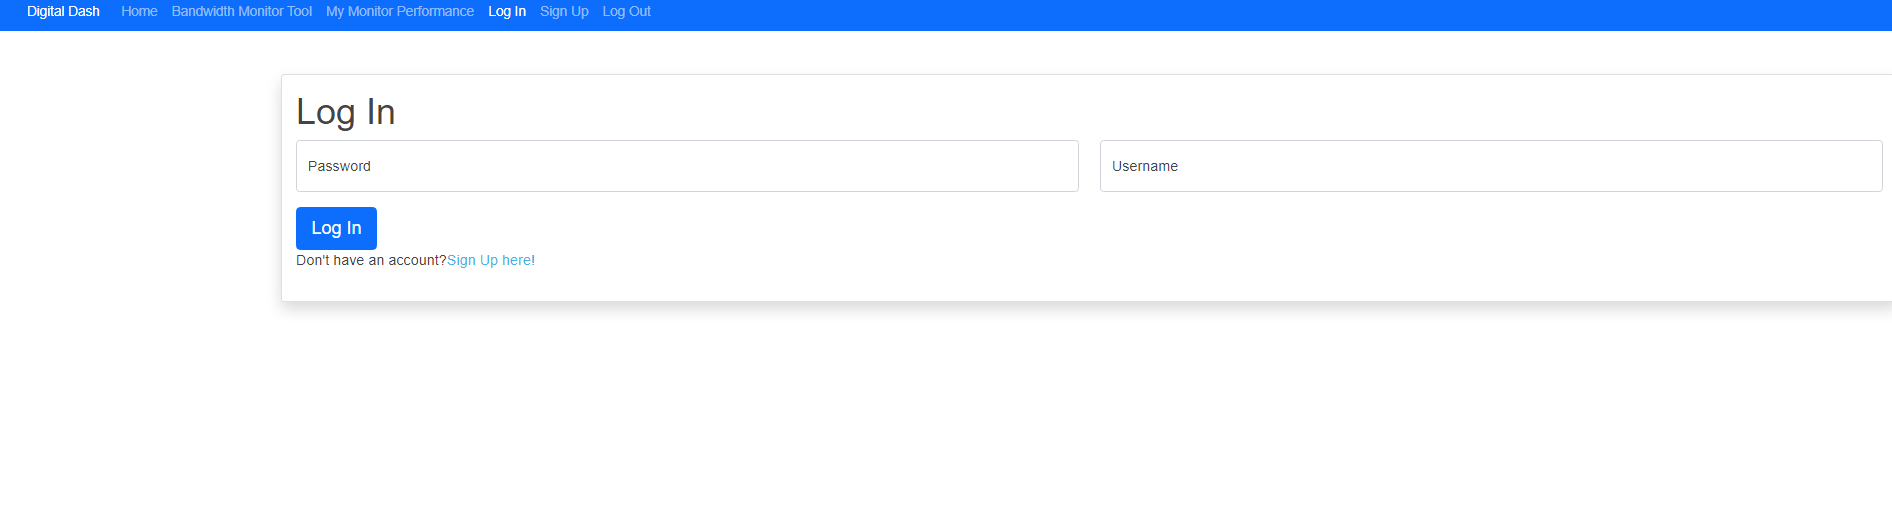 Digital Dash Home Bandwidth Monitor Tool My Monitor Performance Log In Sign Up Log Out
Log In
Password Username
Log In
Don't have an account?Sign Up here!